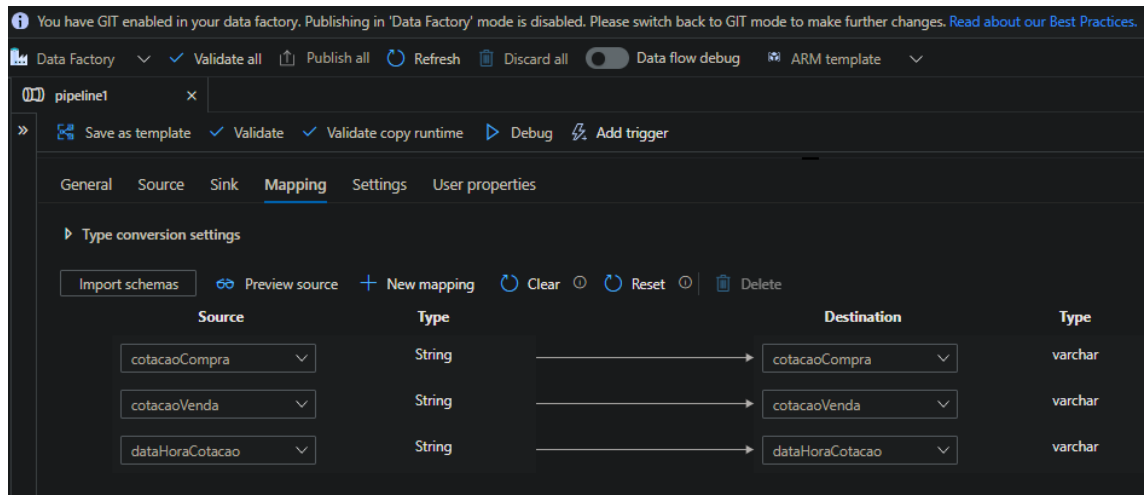 You have GIT enabled in your data factory. Publishing in 'Data Factory' mode is disabled. Please switch back to GIT mode to make further changes. Read about our Best Practices.
Data Factory Validate all Publish all Refresh Discard all Data flow debug ARM template
pipeline1
Save as template Validate Validate copy runtime Debug Add trigger
General Source Sink Mapping Settings User properties
Type conversion settings
Import schemas Preview source New mapping Clear Reset Delete
Source Type Destination Type
cotacaoCompra String cotacaoCompra varchar
cotacaoVenda String cotacaoVenda varchar
dataHoraCotacao String dataHoraCotacao varchar